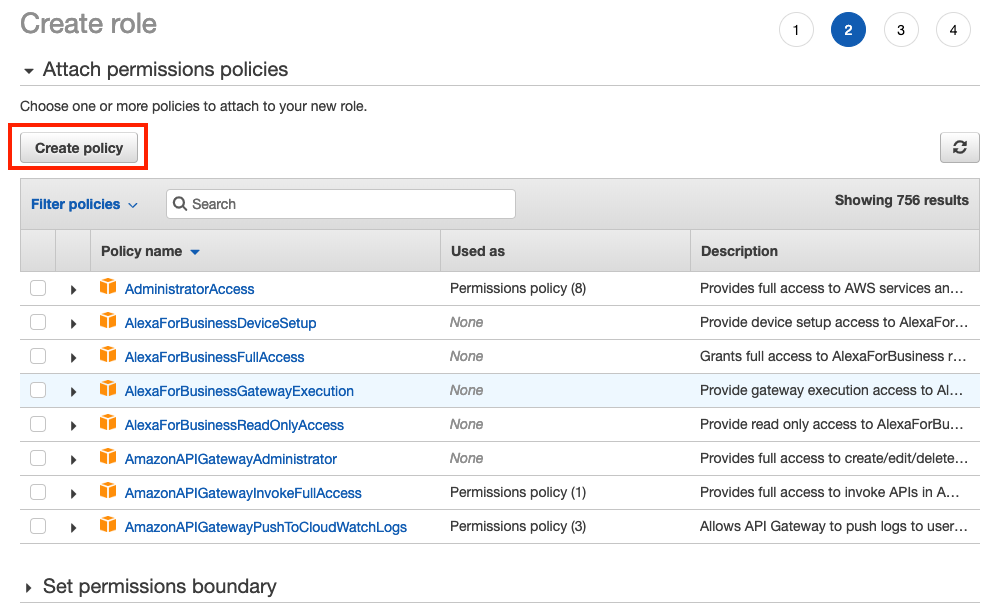 Create role
1 2 3 4
Attach permissions policies
Choose one or more policies to attach to your new role.
Create policy
Filter policies Search Showing 756 results
Policy name Used as Description
AdministratorAccess Permissions policy (8) Provides full access to AWS services an...
AlexaForBusinessDeviceSetup None Provide device setup access to AlexaFor...
AlexaForBusinessFullAccess None Grants full access to AlexaForBusiness r...
AlexaForBusinessGatewayExecution None Provide gateway execution access to Al...
AlexaForBusinessReadOnlyAccess None Provide read only access to AlexaForBu...
AmazonAPIGatewayAdministrator None Provides full access to create/edit/delete...
AmazonAPIGatewayInvokeFullAccess Permissions policy (1) Provides full access to invoke APIs in A...
AmazonAPIGatewayPushToCloudWatchLogs Permissions policy (3) Allows API Gateway to push logs to user...
Set permissions boundary